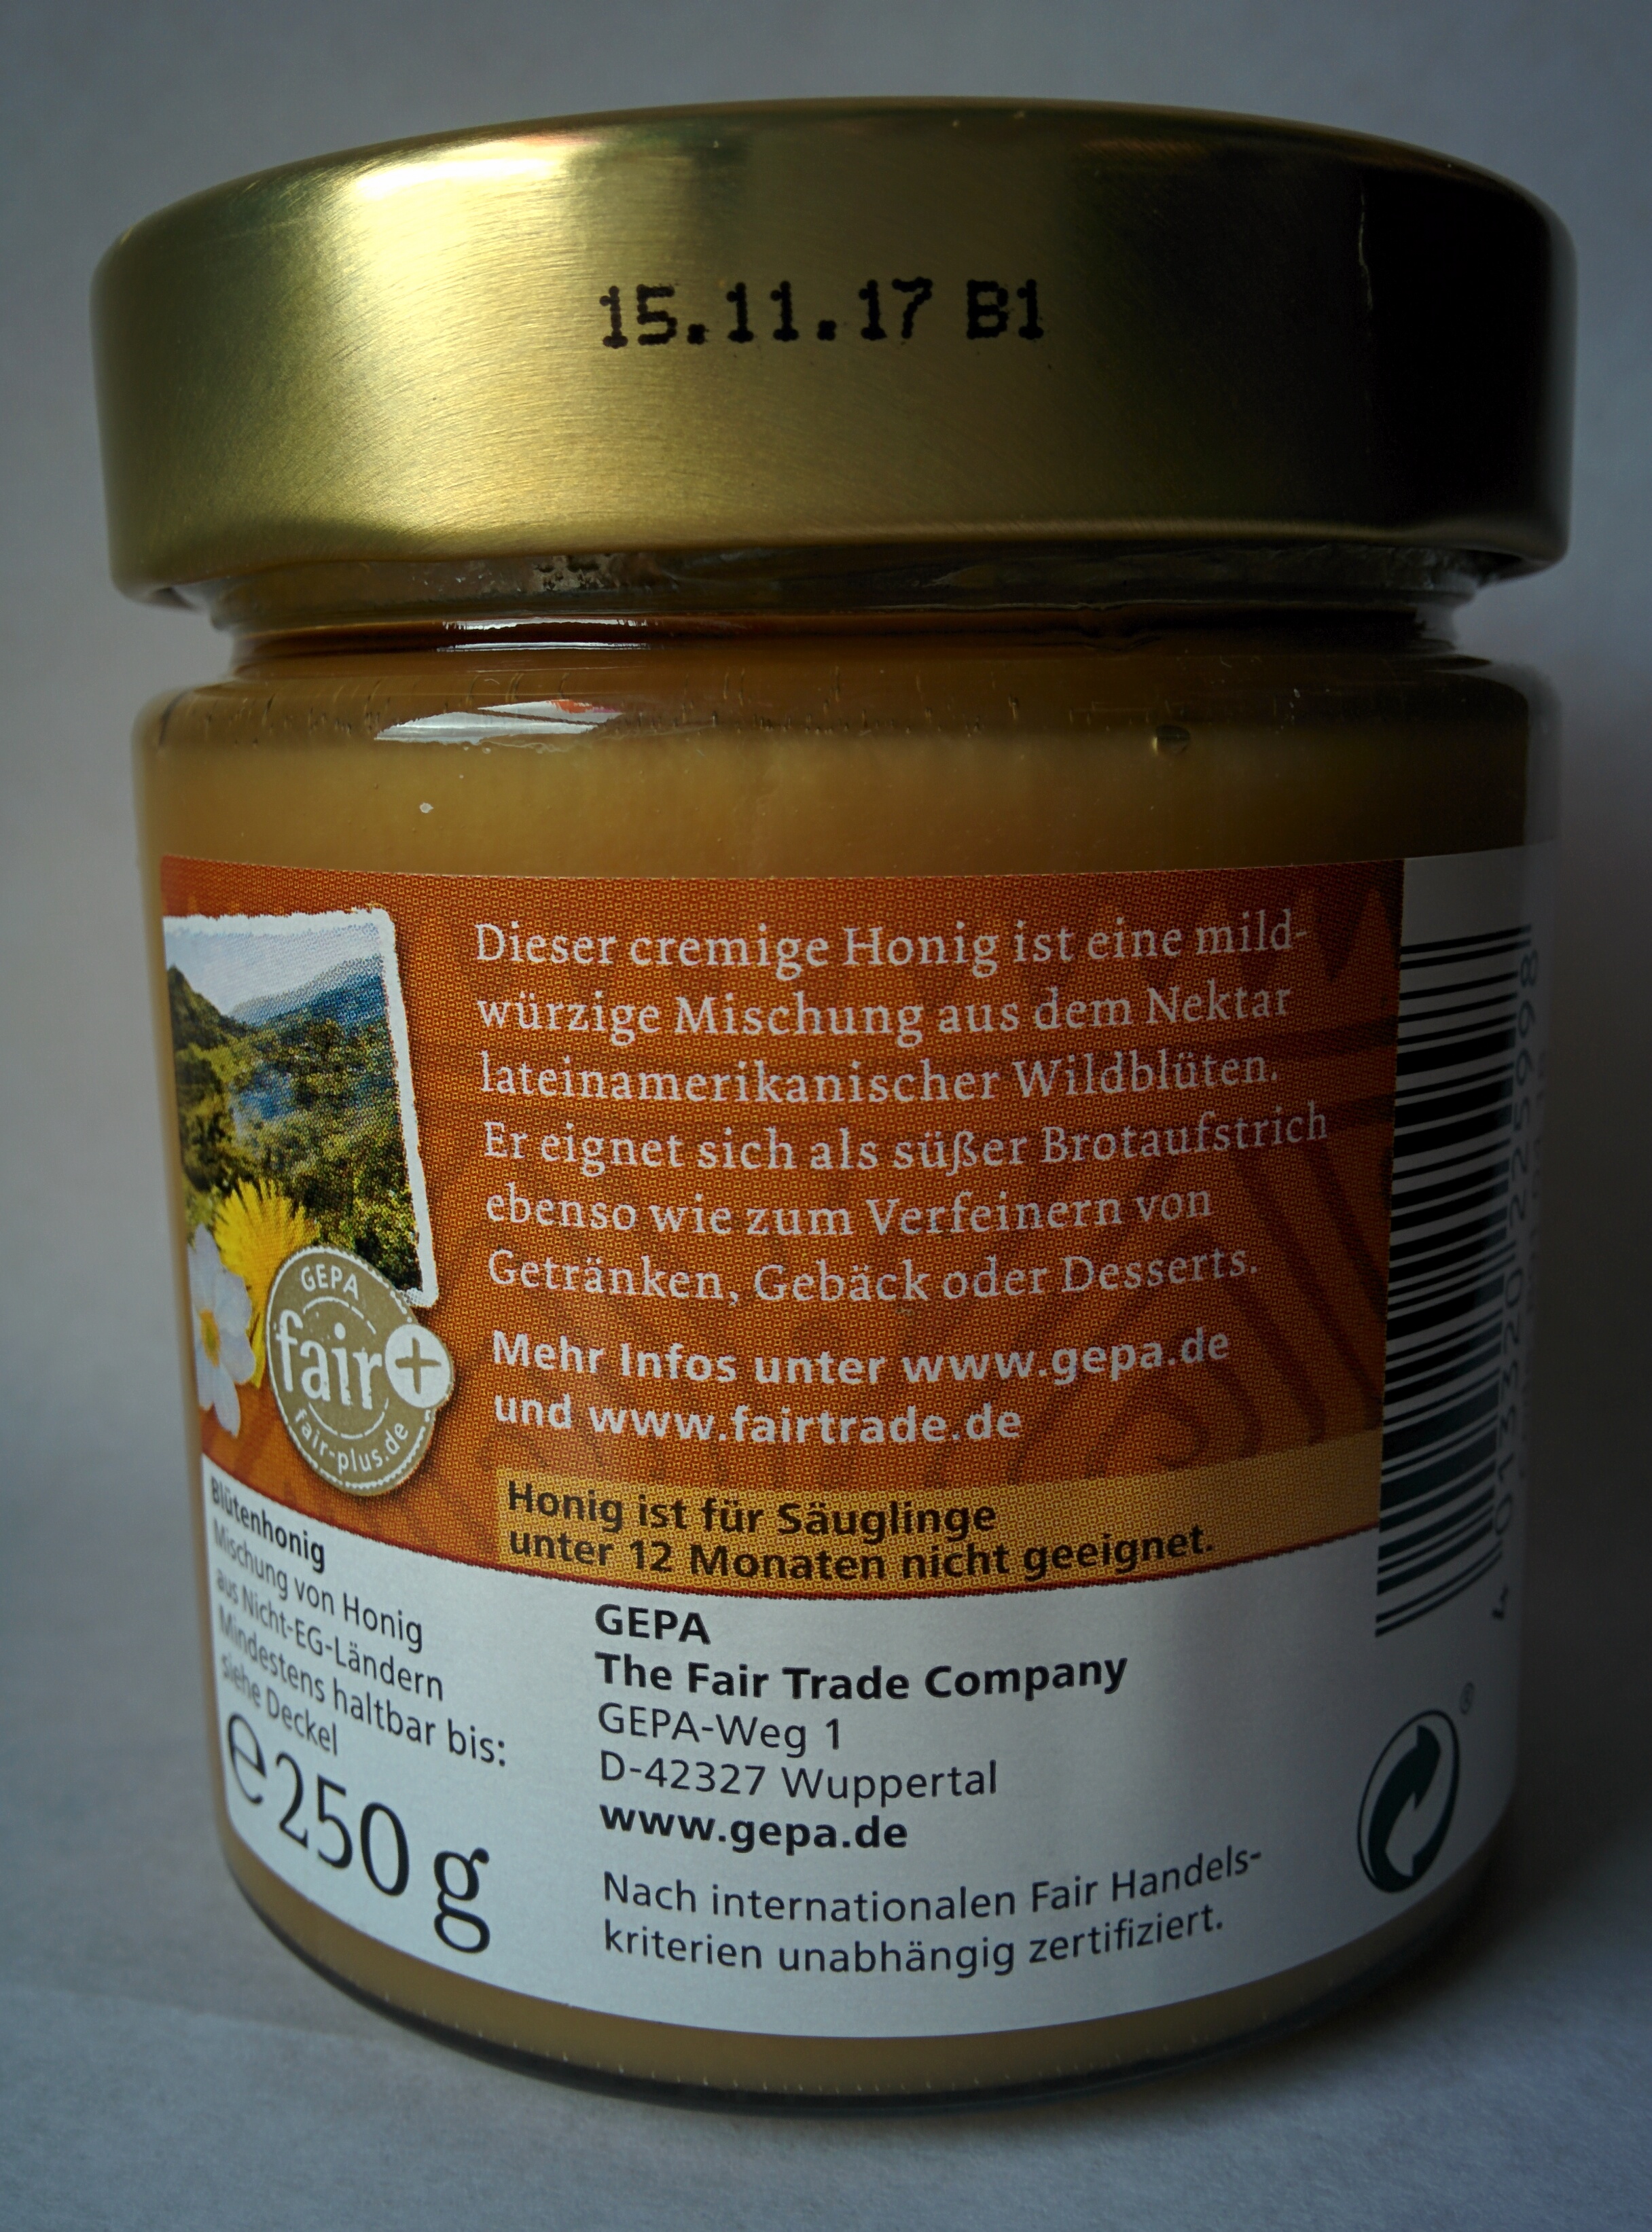 15.11.17 B1
Dieser cremige Honig ist eine mild-
würzige Mischung aus dem Nektar
lateinamerikanischer Wildblüten.
Er eignet sich als süßer Brotaufstrich
ebenso wie zum Verfeinern von
Getränken, Gebäck oder Desserts.
Mehr Infos unter www.gepa.de
und www.fairtrade.de
GEPA
fair+
fair-plus.de
Honig ist für Säuglinge
unter 12 Monaten nicht geeignet.
Blütenhonig
Mischung von Honig
aus Nicht-EG-Ländern
Mindestens haltbar bis:
siehe Deckel
e 250 g
GEPA
The Fair Trade Company
GEPA-Weg 1
D-42327 Wuppertal
www.gepa.de
Nach internationalen Fair Handels-
kriterien unabhängig zertifiziert.
®
4 013320 225998